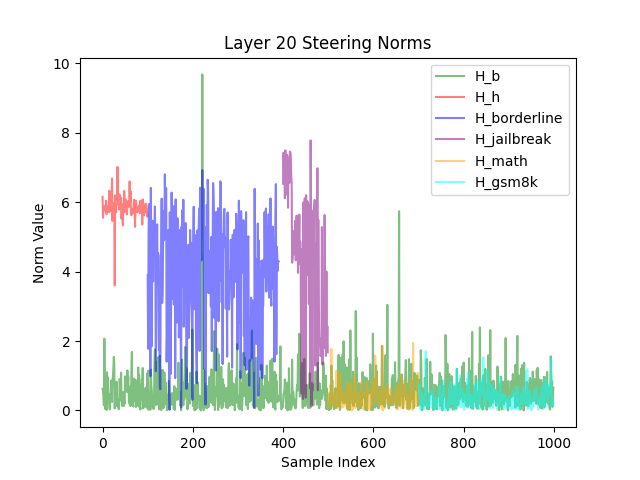 Layer 20 Steering Norms
10
8
6
4
2
0
Norm Value
0 200 400 600 800 1000
Sample Index
H_b
H_h
H_borderline
H_jailbreak
H_math
H_gsm8k